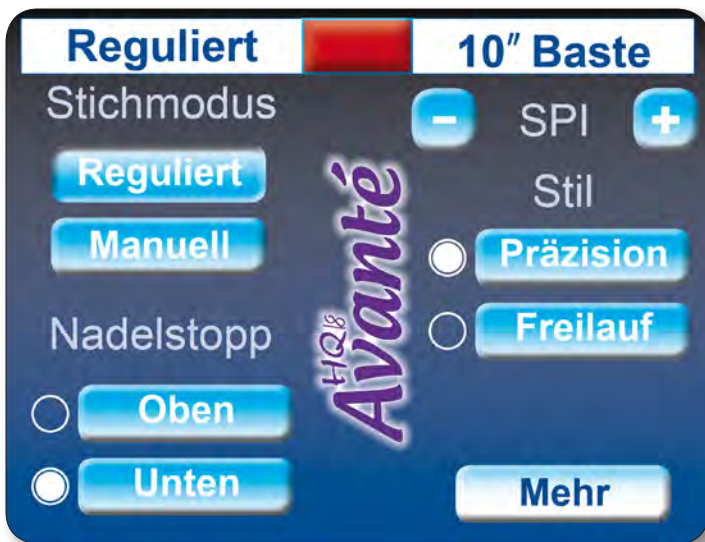 Reguliert
10" Baste
Stichmodus
Reguliert
Manuell
Nadelstopp
Oben
Unten
HQ18 Avanté
- SPI +
Stil
Präzision
Freilauf
Mehr